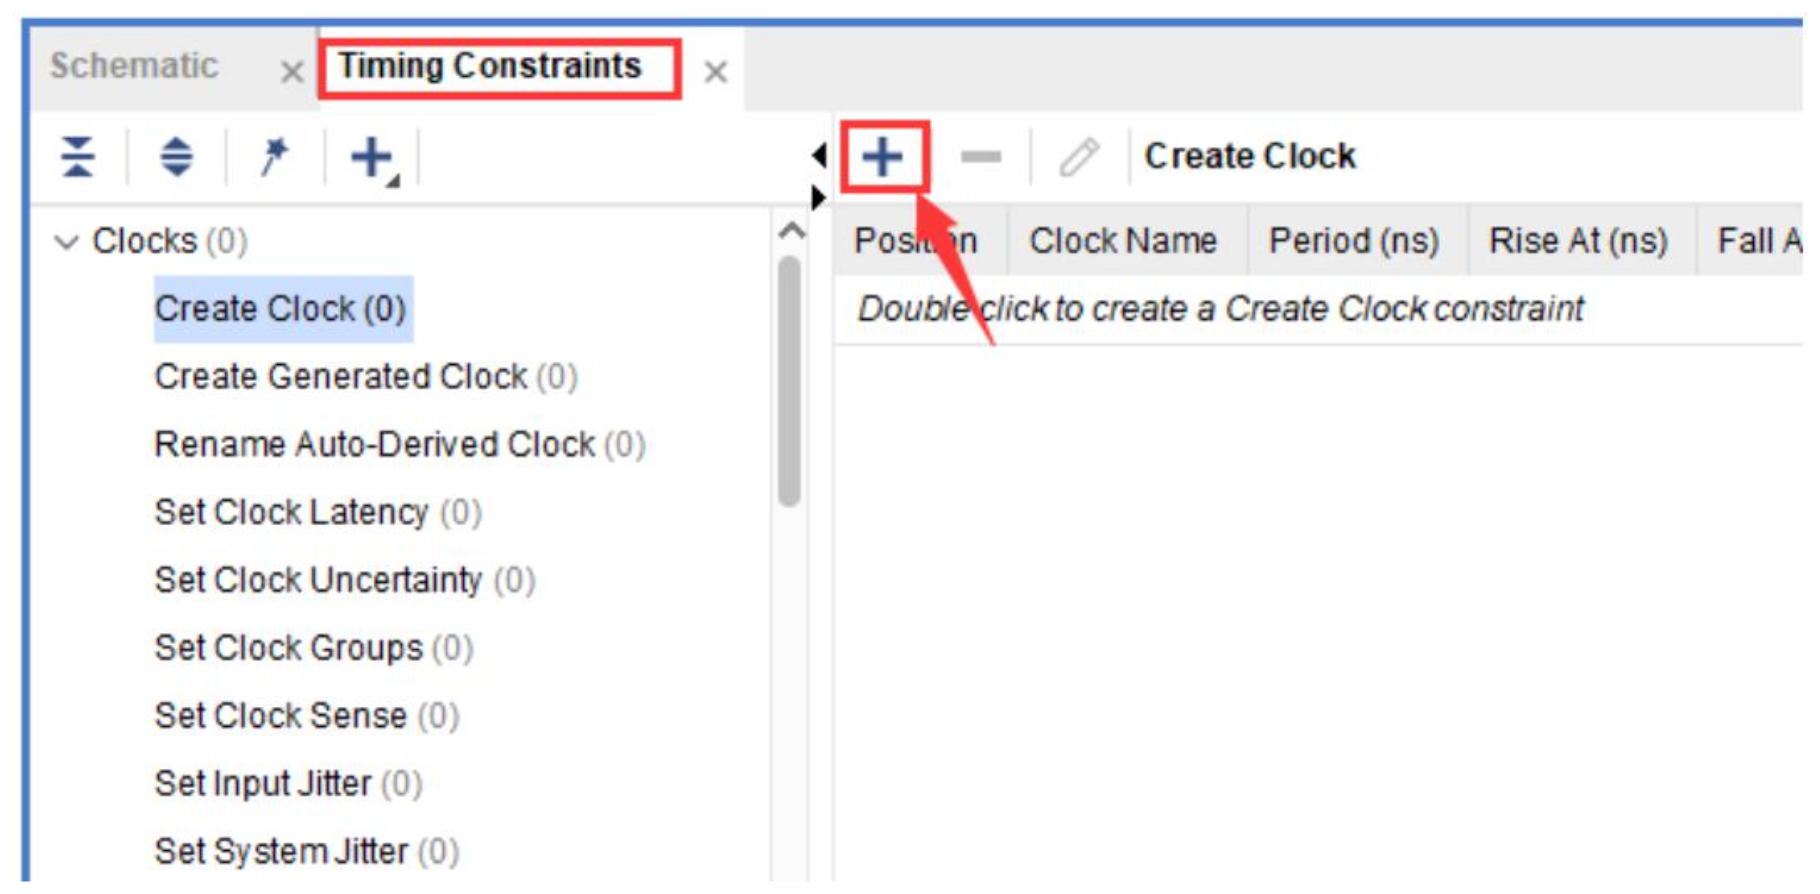 Schematic
Timing Constraints
Create Clock
Clocks (0)
Create Clock (0)
Create Generated Clock (0)
Rename Auto-Derived Clock (0)
Set Clock Latency (0)
Set Clock Uncertainty (0)
Set Clock Groups (0)
Set Clock Sense (0)
Set Input Jitter (0)
Set System Jitter (0)
Position Clock Name Period (ns) Rise At (ns) Fall A
Double click to create a Create Clock constraint